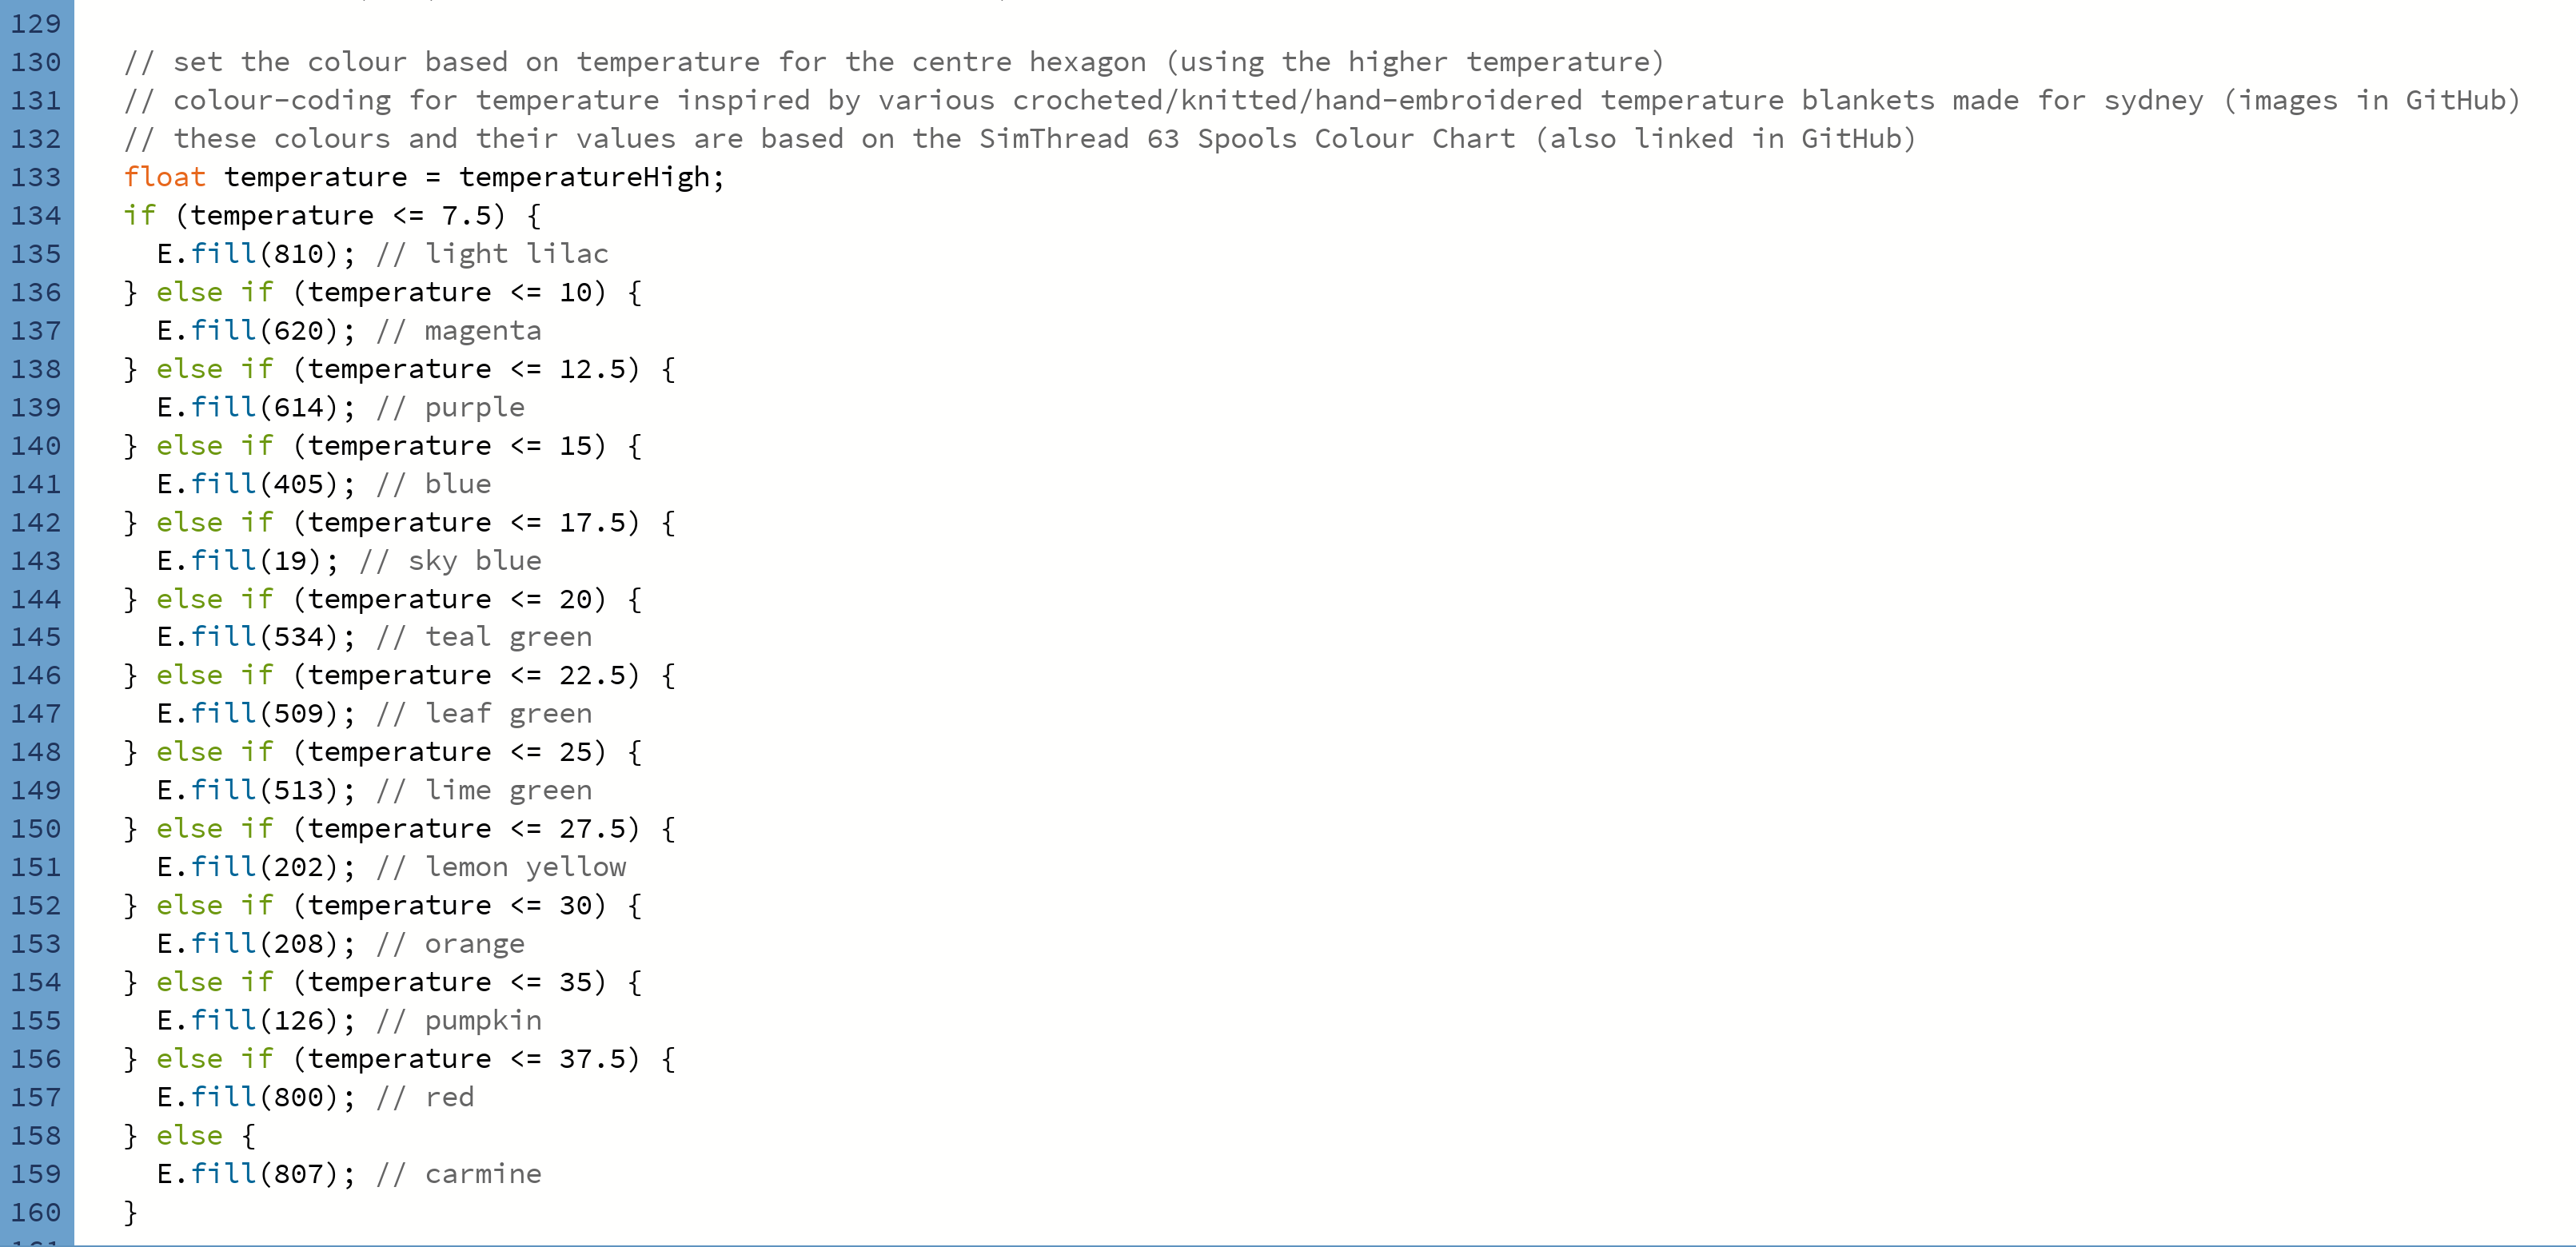 129
130 // set the colour based on temperature for the centre hexagon (using the higher temperature)
131 // colour-coding for temperature inspired by various crocheted/knitted/hand-embroidered temperature blankets made for sydney (images in GitHub)
132 // these colours and their values are based on the SimThread 63 Spools Colour Chart (also linked in GitHub)
133 float temperature = temperatureHigh;
134 if (temperature <= 7.5) {
135 E.fill(810); // light lilac
136 } else if (temperature <= 10) {
137 E.fill(620); // magenta
138 } else if (temperature <= 12.5) {
139 E.fill(614); // purple
140 } else if (temperature <= 15) {
141 E.fill(405); // blue
142 } else if (temperature <= 17.5) {
143 E.fill(19); // sky blue
144 } else if (temperature <= 20) {
145 E.fill(534); // teal green
146 } else if (temperature <= 22.5) {
147 E.fill(509); // leaf green
148 } else if (temperature <= 25) {
149 E.fill(513); // lime green
150 } else if (temperature <= 27.5) {
151 E.fill(202); // lemon yellow
152 } else if (temperature <= 30) {
153 E.fill(208); // orange
154 } else if (temperature <= 35) {
155 E.fill(126); // pumpkin
156 } else if (temperature <= 37.5) {
157 E.fill(800); // red
158 } else {
159 E.fill(807); // carmine
160 }